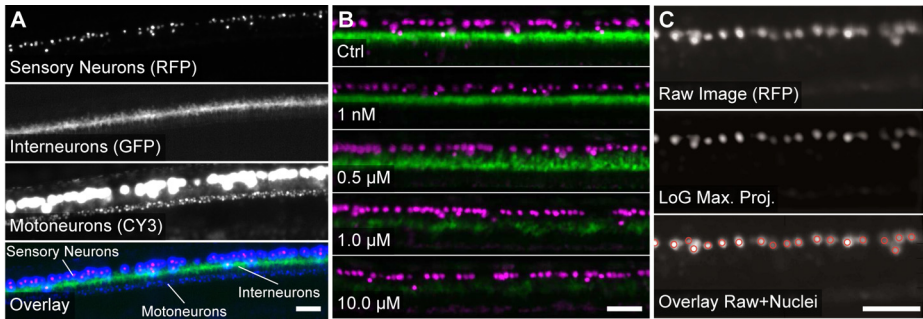 A
Sensory Neurons (RFP)
Interneurons (GFP)
Motoneurons (CY3)
Sensory Neurons
Interneurons
Motoneurons
Overlay
B
Ctrl
1 nM
0.5 µM
1.0 µM
10.0 µM
C
Raw Image (RFP)
LoG Max. Proj.
Overlay Raw+Nuclei